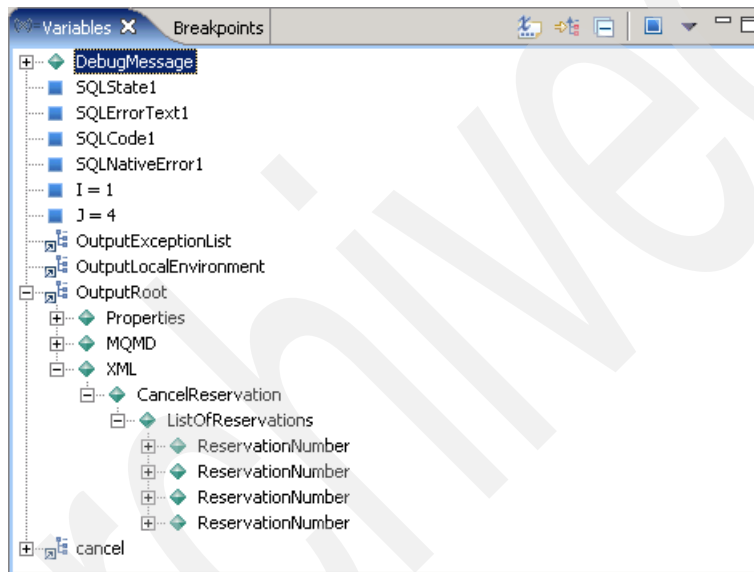 Variables Breakpoints
DebugMessage
SQLState1
SQLErrorText1
SQLCode1
SQLNativeError1
I = 1
J = 4
OutputExceptionList
OutputLocalEnvironment
OutputRoot
Properties
MQMD
XML
CancelReservation
ListOfReservations
ReservationNumber
ReservationNumber
ReservationNumber
ReservationNumber
cancel